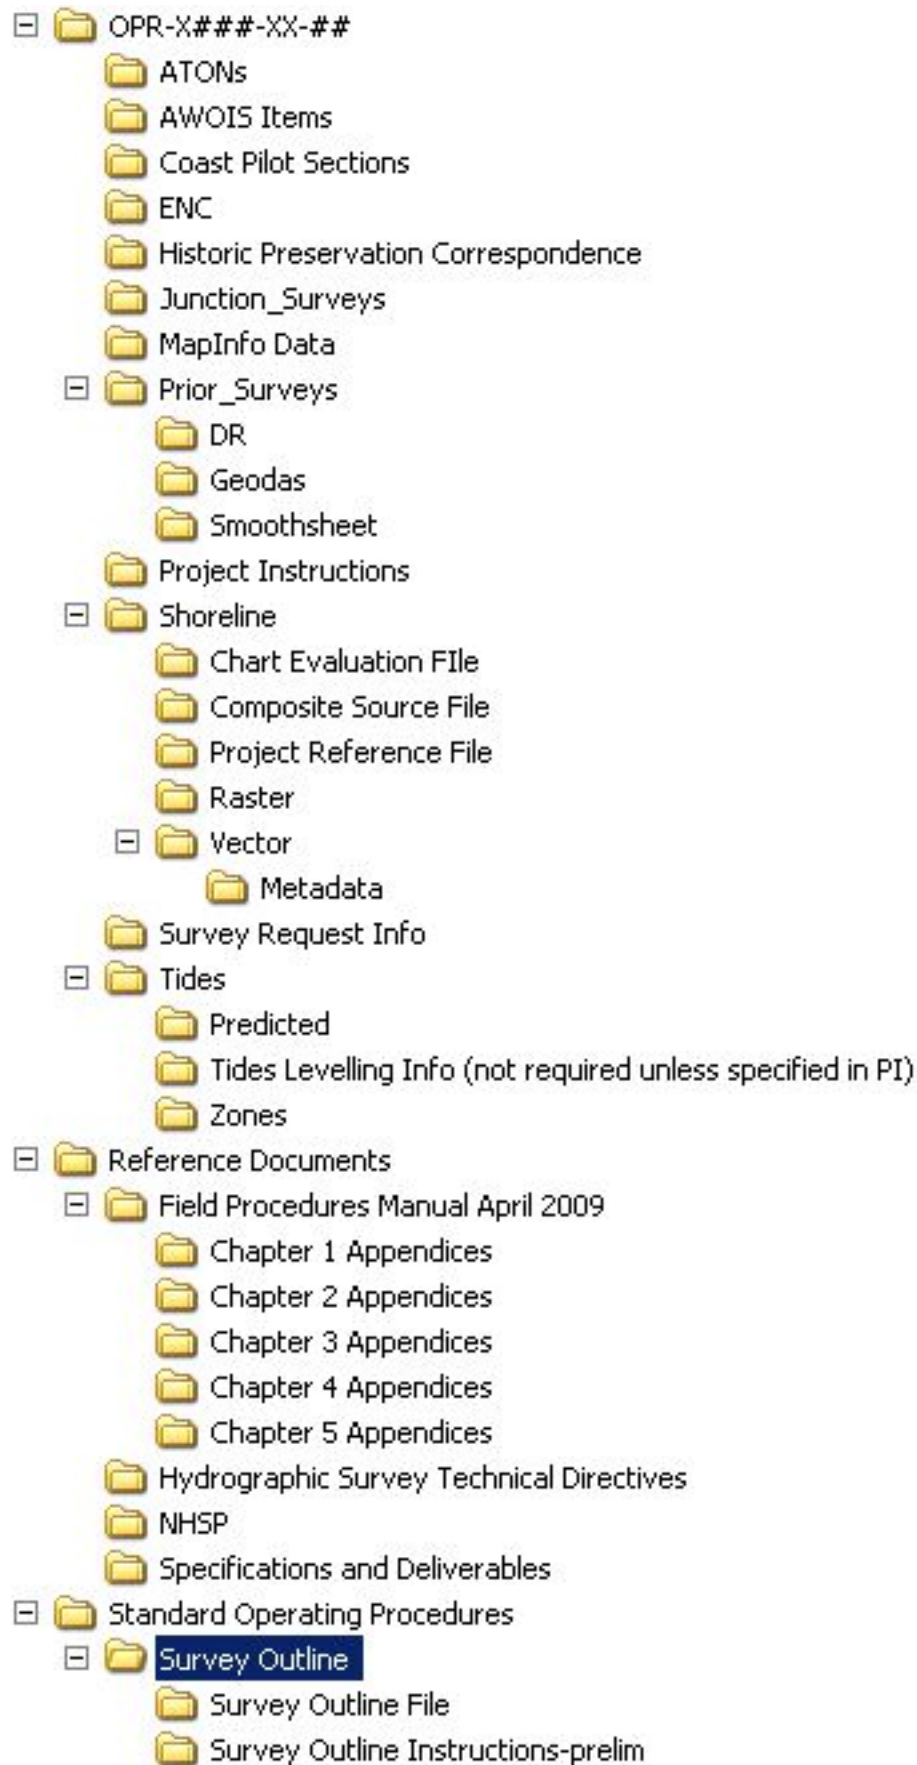 OPR-X###-XX-##
ATONs
AWOIS Items
Coast Pilot Sections
ENC
Historic Preservation Correspondence
Junction_Surveys
MapInfo Data
Prior_Surveys
DR
Geodas
Smoothsheet
Project Instructions
Shoreline
Chart Evaluation FIle
Composite Source File
Project Reference File
Raster
Vector
Metadata
Survey Request Info
Tides
Predicted
Tides Levelling Info (not required unless specified in PI)
Zones
Reference Documents
Field Procedures Manual April 2009
Chapter 1 Appendices
Chapter 2 Appendices
Chapter 3 Appendices
Chapter 4 Appendices
Chapter 5 Appendices
Hydrographic Survey Technical Directives
NHSP
Specifications and Deliverables
Standard Operating Procedures
Survey Outline
Survey Outline File
Survey Outline Instructions-prelim